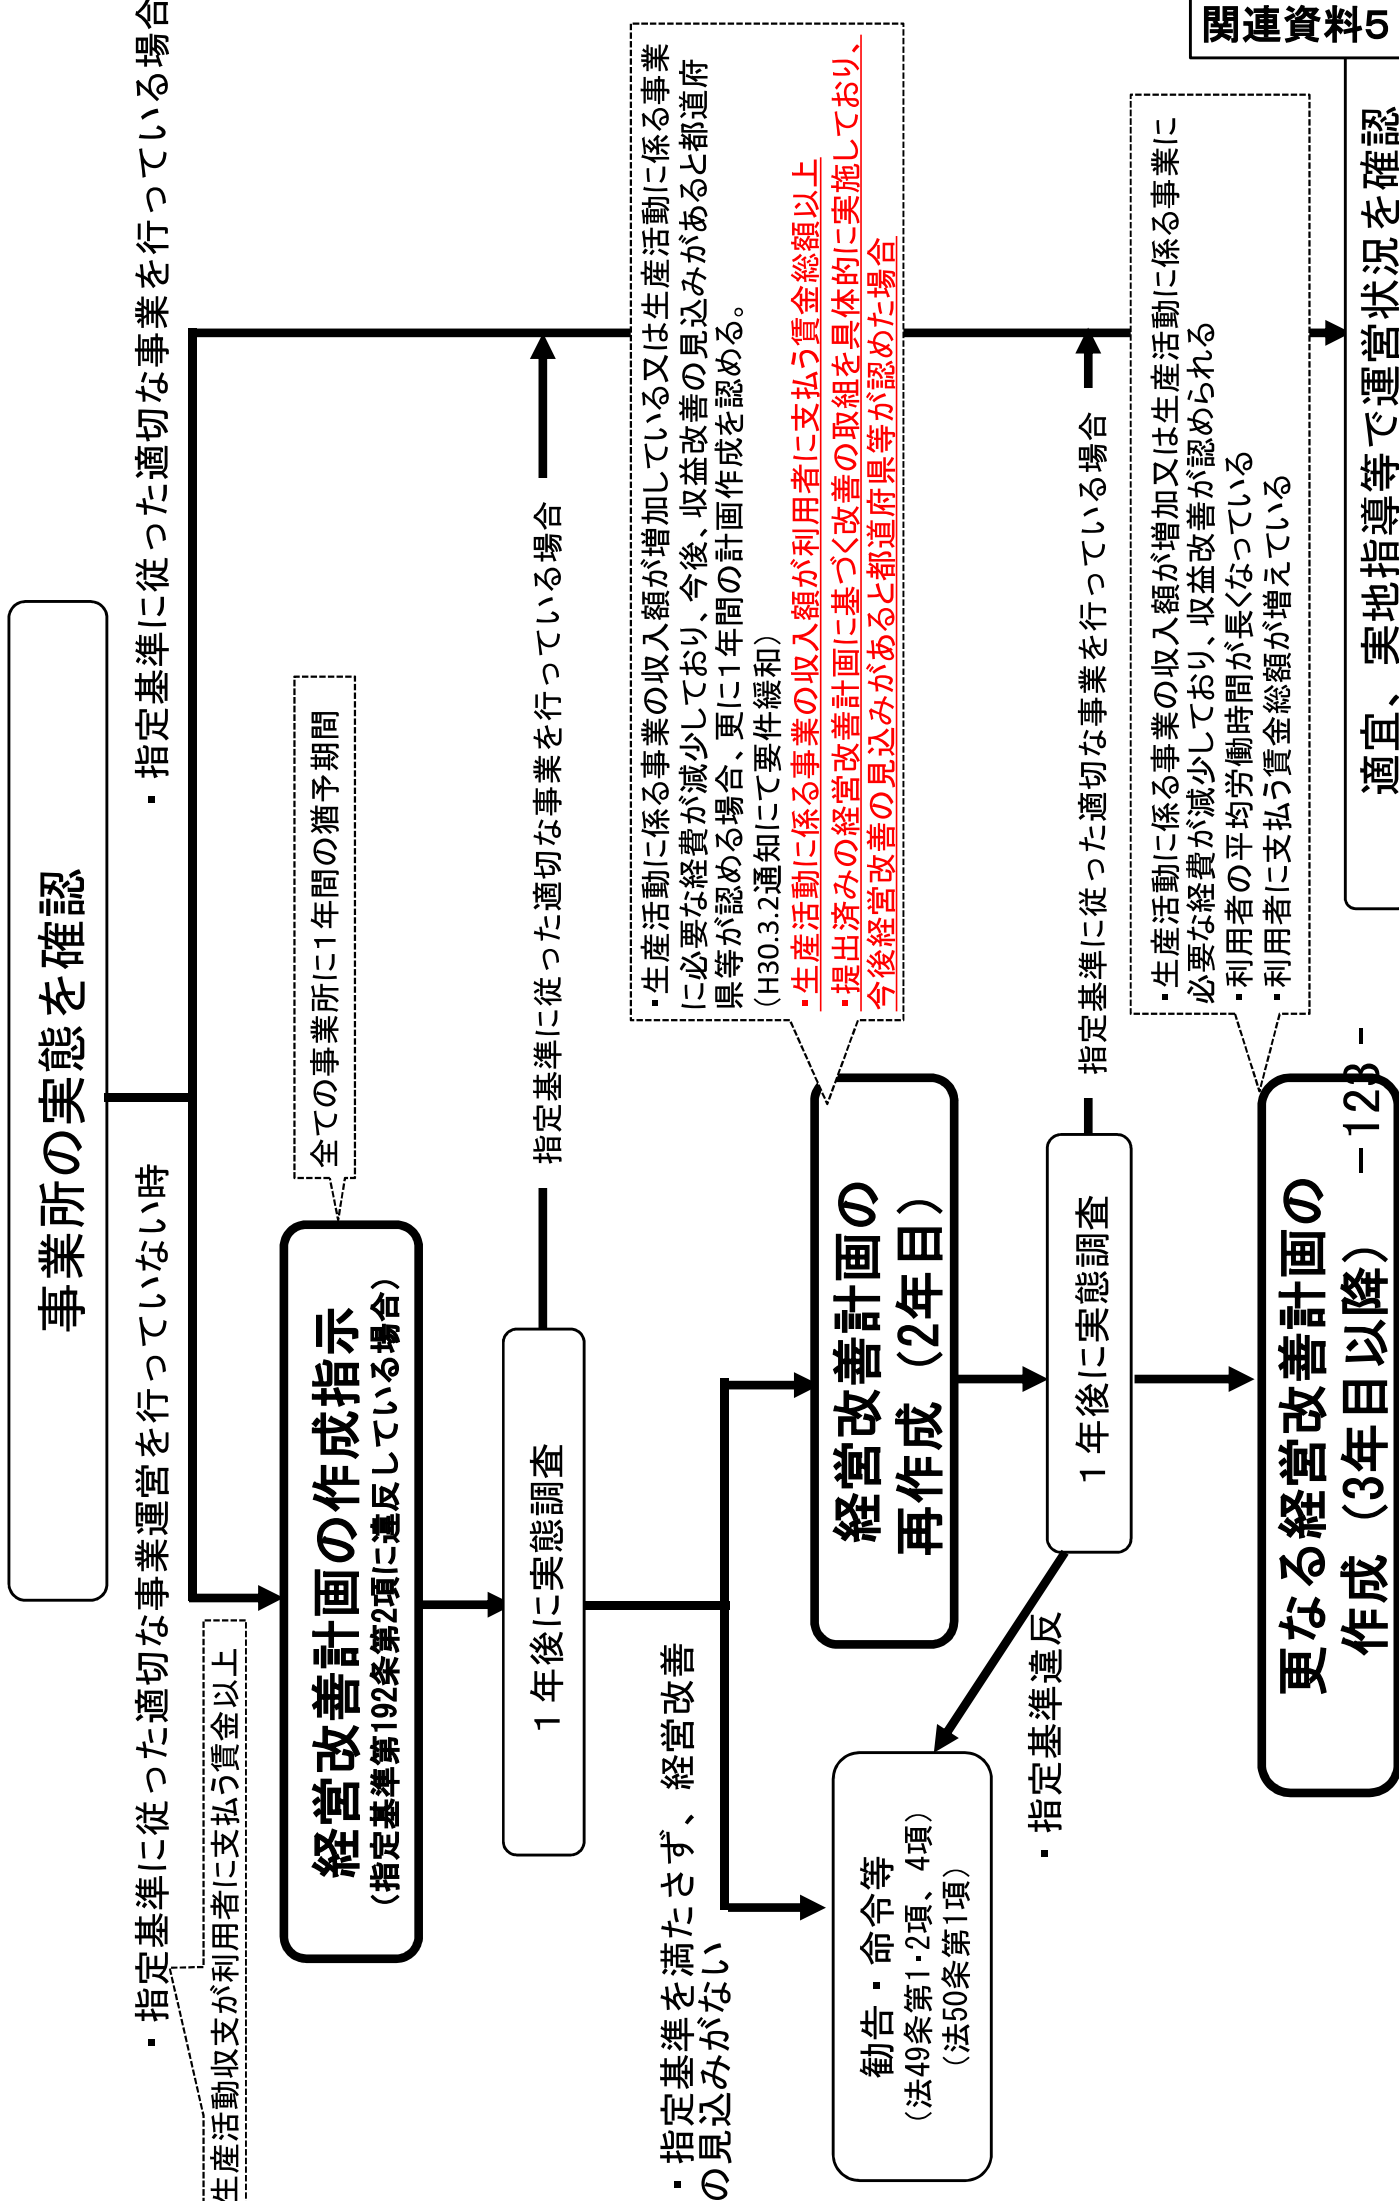 関連資料5
事業所の実態を確認
・指定基準に従った適切な事業運営を行っていない時
・指定基準に従った適切な事業を行っている場合
生産活動収支が利用者に支払う賃金以上
全ての事業所に1年間の猶予期間
経営改善計画の作成指示
（指定基準第192条第2項に違反している場合）
１年後に実態調査
指定基準に従った適切な事業を行っている場合
・指定基準を満たさず、経営改善
の見込みがない
・生産活動に係る事業の収入額が増加している又は生産活動に係る事業
に必要な経費が減少しており、今後、収益改善の見込みがあると都道府
県等が認める場合、更に1年間の計画作成を認める。
（H30.3.2通知にて要件緩和）
・生産活動に係る事業の収入額が利用者に支払う賃金総額以上
・提出済みの経営改善計画に基づく改善の取組を具体的に実施しており、
今後経営改善の見込みがあると都道府県等が認めた場合
経営改善計画の
再作成（2年目）
勧告・命令等
（法49条第1・2項、4項）
（法50条第1項）
・指定基準違反
１年後に実態調査
指定基準に従った適切な事業を行っている場合
・生産活動に係る事業の収入額が増加又は生産活動に係る事業に
必要な経費が減少しており、収益改善が認められる
・利用者の平均労働時間が長くなっている
・利用者に支払う賃金総額が増えている
更なる経営改善計画の
作成（3年目以降）
適宜、実地指導等で運営状況を確認
－123－